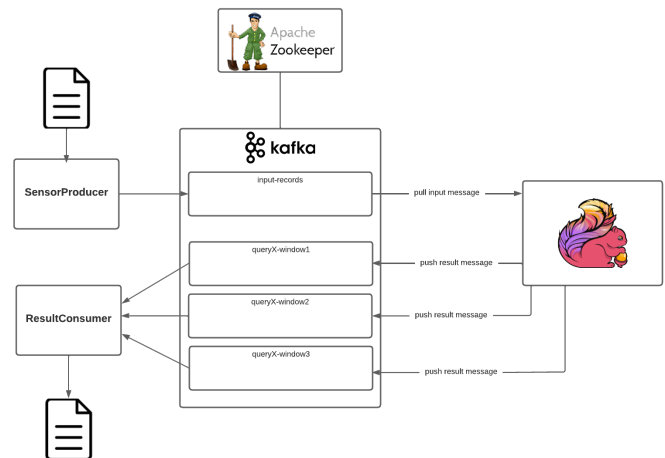 Apache
Zookeeper
kafka
SensorProducer
input-records
pull input message
queryX-window1
push result message
ResultConsumer
queryX-window2
push result message
queryX-window3
push result message